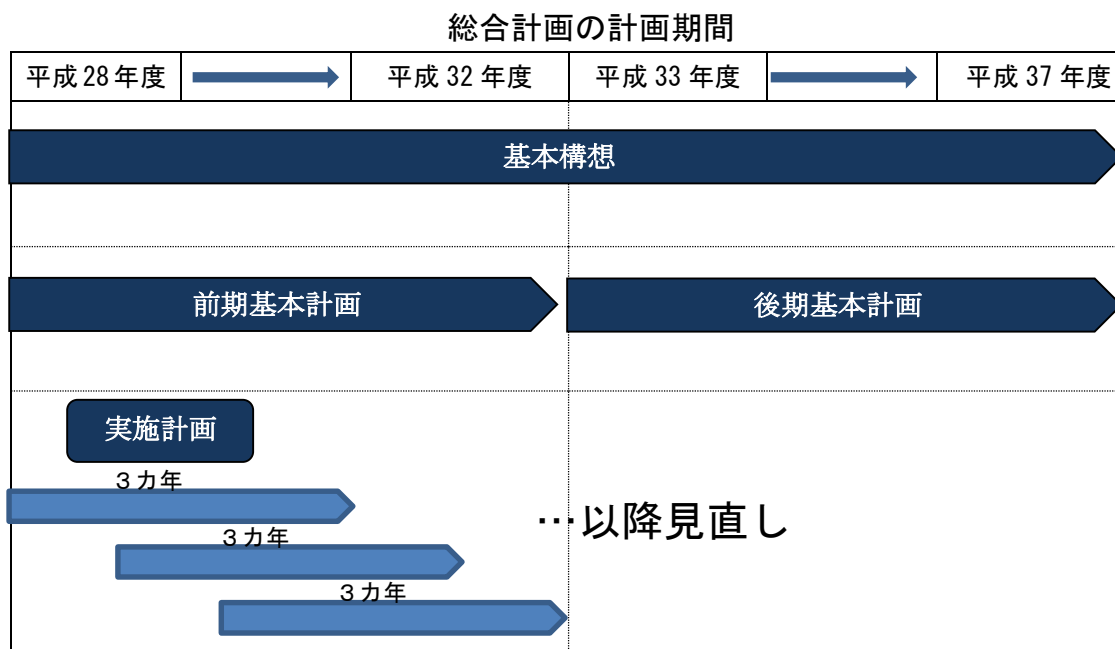 総合計画の計画期間
平成 28 年度 平成 32 年度 平成 33 年度 平成 37 年度
基本構想
前期基本計画 後期基本計画
実施計画
３カ年
…以降見直し
３カ年
３カ年